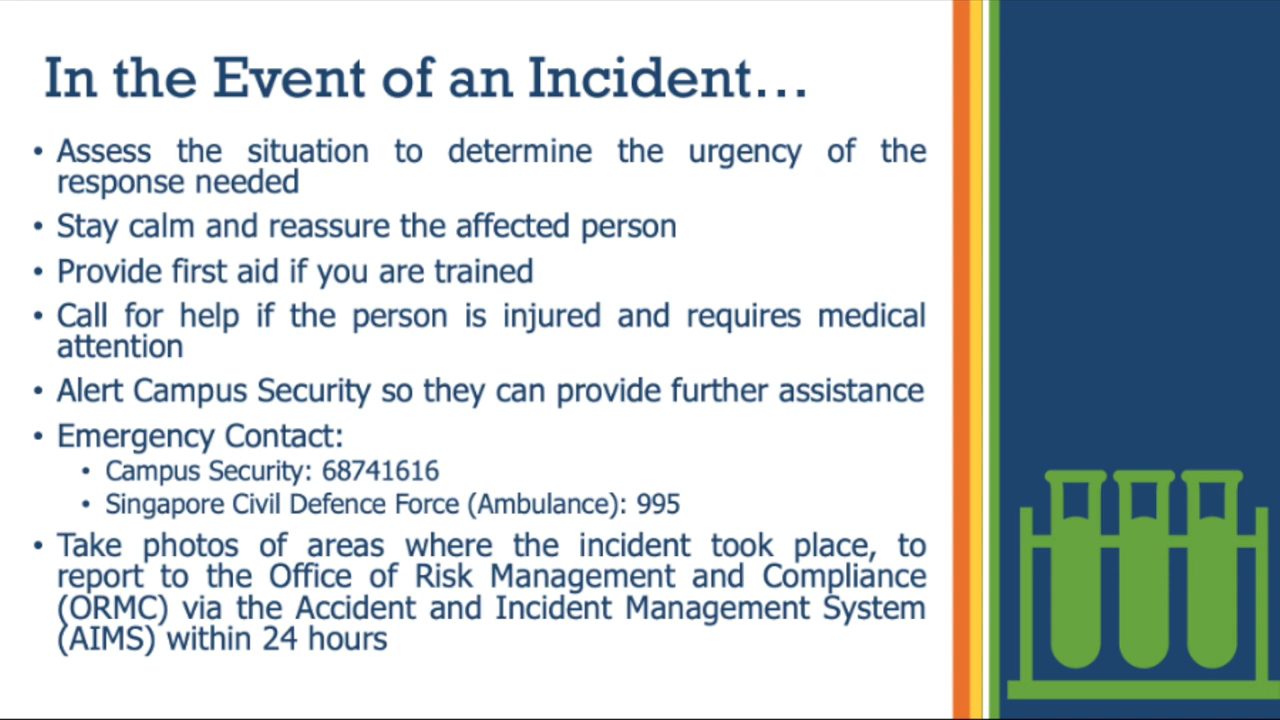 In the Event of an Incident...
• Assess the situation to determine the urgency of the
response needed
• Stay calm and reassure the affected person
• Provide first aid if you are trained
• Call for help if the person is injured and requires medical
attention
• Alert Campus Security so they can provide further assistance
• Emergency Contact:
• Campus Security: 68741616
• Singapore Civil Defence Force (Ambulance): 995
• Take photos of areas where the incident took place, to
report to the Office of Risk Management and Compliance
(ORMC) via the Accident and Incident Management System
(AIMS) within 24 hours